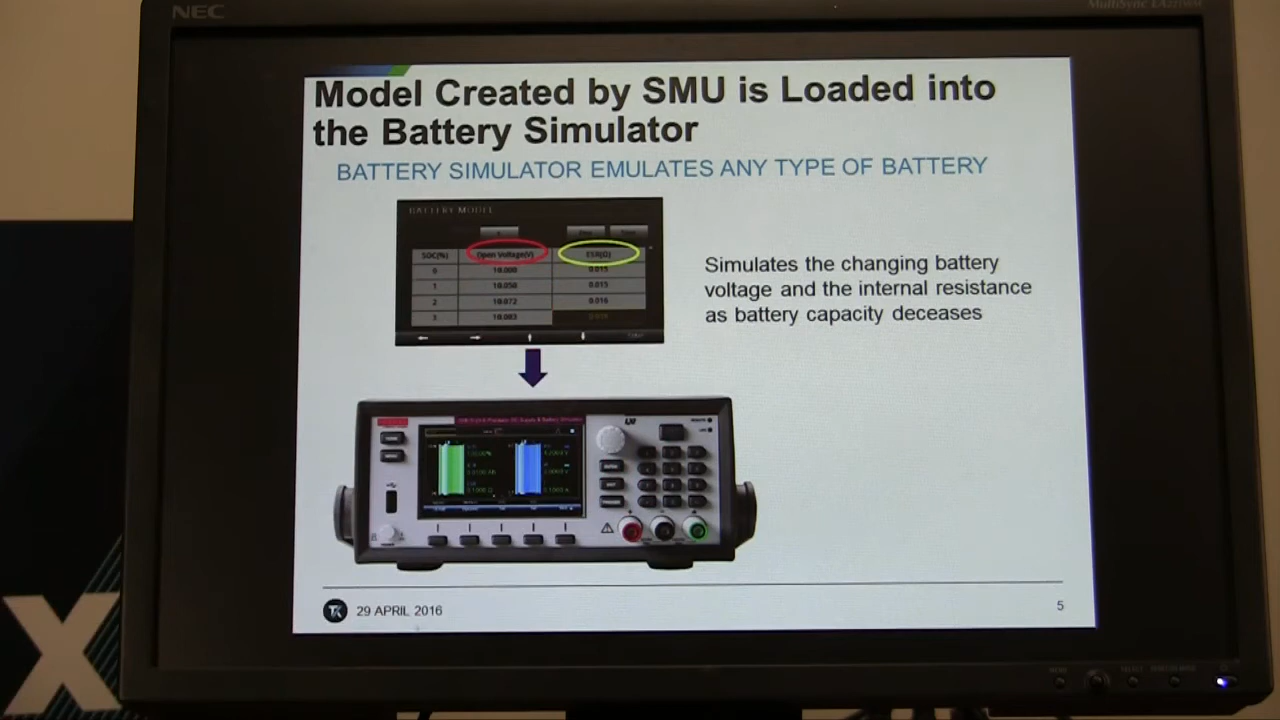 NEC
MultiSync
Model Created by SMU is Loaded into
the Battery Simulator
BATTERY SIMULATOR EMULATES ANY TYPE OF BATTERY
BATTERY MODEL
SOC(%) Open Voltage(V) ESR(Ω)
0 10.000 0.015
1 10.050 0.015
2 10.072 0.016
3 10.083
Simulates the changing battery
voltage and the internal resistance
as battery capacity deceases
29 APRIL 2016
5
X